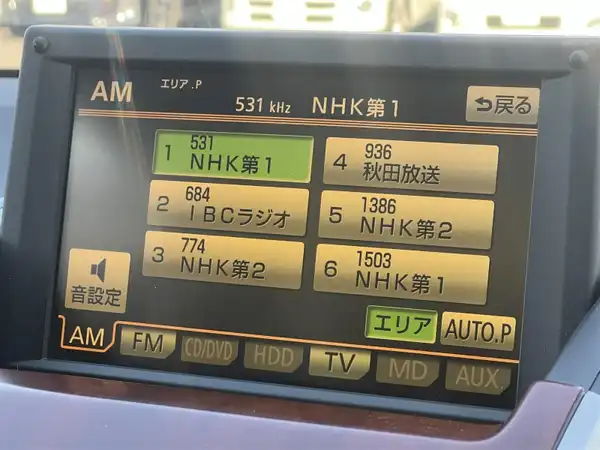 AM
エリア.P
531 kHz NHK第1
戻る
1 531 NHK第1
4 936 秋田放送
2 684 IBCラジオ
5 1386 NHK第2
3 774 NHK第2
6 1503 NHK第1
音設定
エリア
AUTO.P
AM FM CD/DVD HDD TV MD AUX